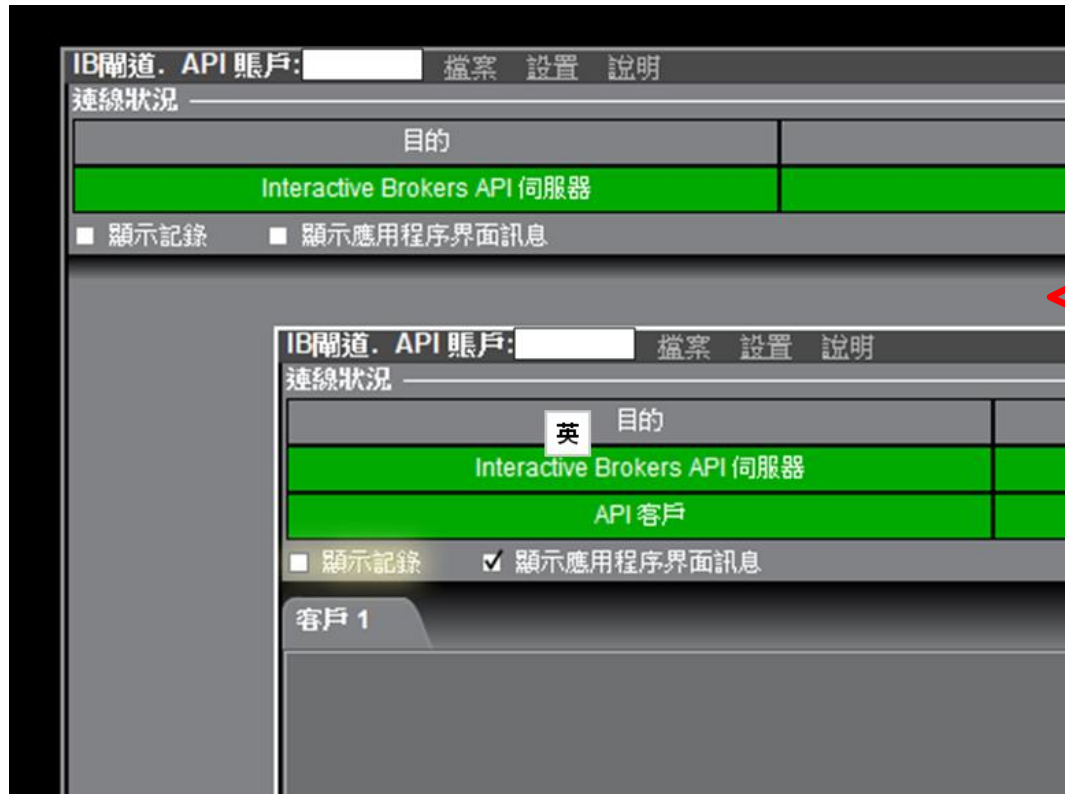 IB閘道. API 賬戶: 檔案 設置 說明
連線狀況
目的
Interactive Brokers API 伺服器
顯示記錄 顯示應用程序界面訊息
<
IB閘道. API 賬戶: 檔案 設置 說明
連線狀況
目的
英
Interactive Brokers API 伺服器
API 客戶
顯示記錄 顯示應用程序界面訊息
客戶 1